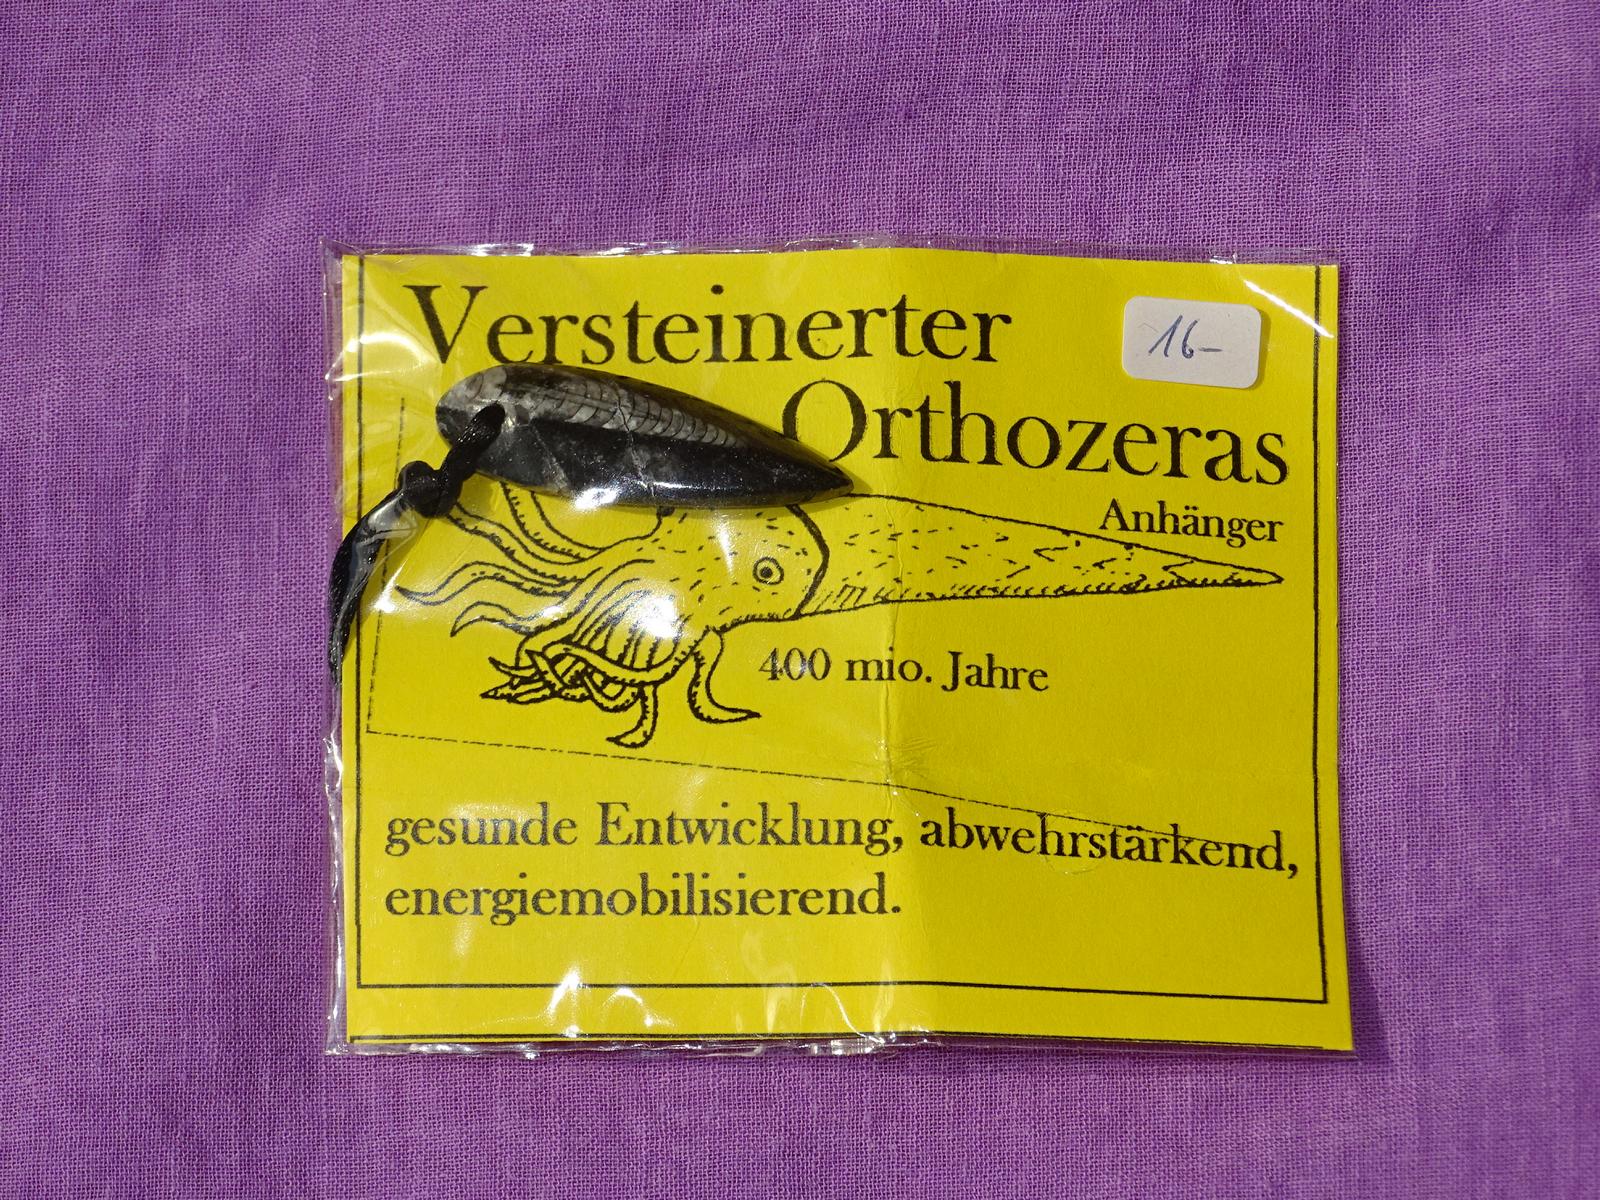 Versteinerter
16-
Orthozeras
Anhänger
400 mio. Jahre
gesunde Entwicklung, abwehrstärkend,
energiemobilisierend.